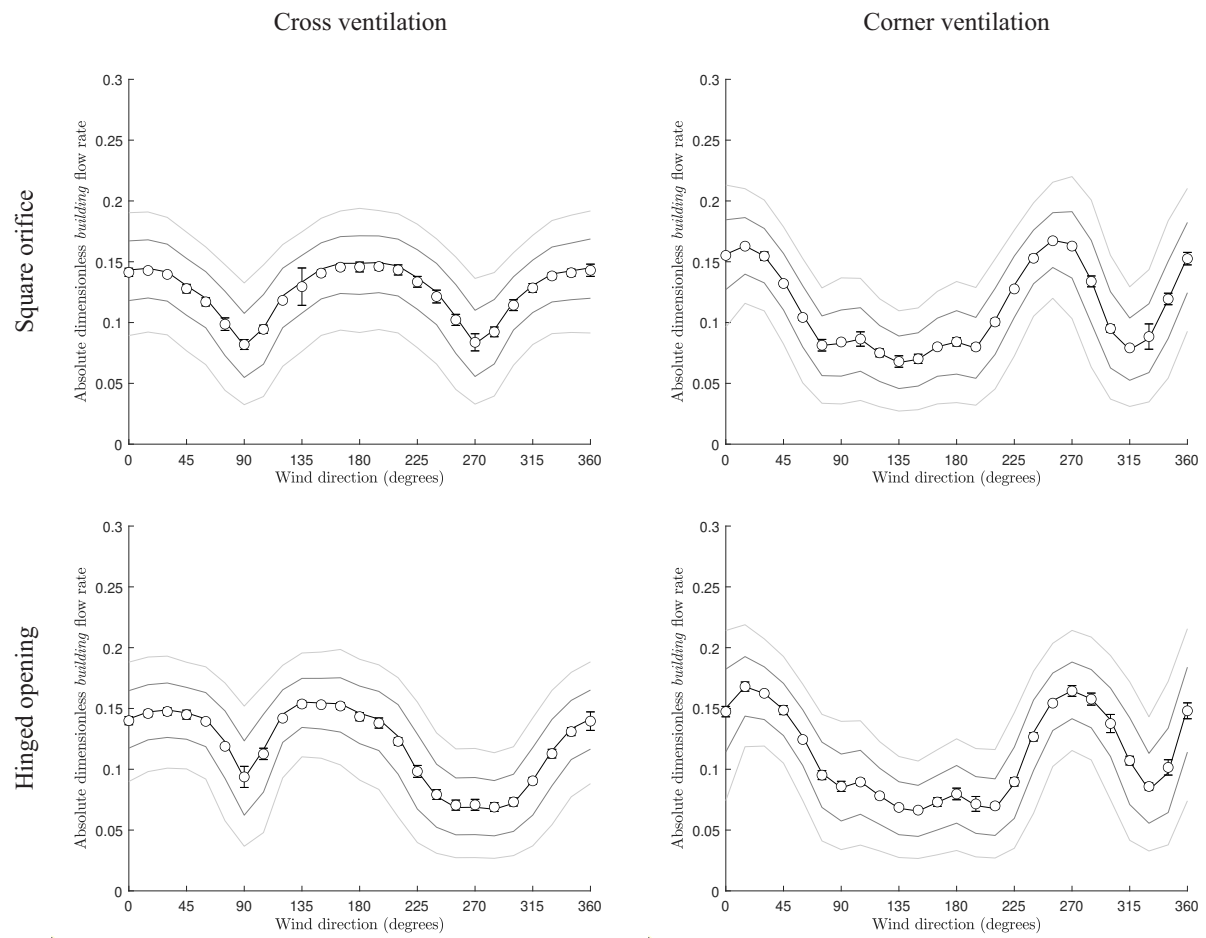 Cross ventilation
Corner ventilation
Square orifice
Absolute dimensionless building flow rate
0.3
0.25
0.2
0.15
0.1
0.05
0
0 45 90 135 180 225 270 315 360
Wind direction (degrees)
Absolute dimensionless building flow rate
0.3
0.25
0.2
0.15
0.1
0.05
0
0 45 90 135 180 225 270 315 360
Wind direction (degrees)
Hinged opening
Absolute dimensionless building flow rate
0.3
0.25
0.2
0.15
0.1
0.05
0
0 45 90 135 180 225 270 315 360
Wind direction (degrees)
Absolute dimensionless building flow rate
0.3
0.25
0.2
0.15
0.1
0.05
0
0 45 90 135 180 225 270 315 360
Wind direction (degrees)